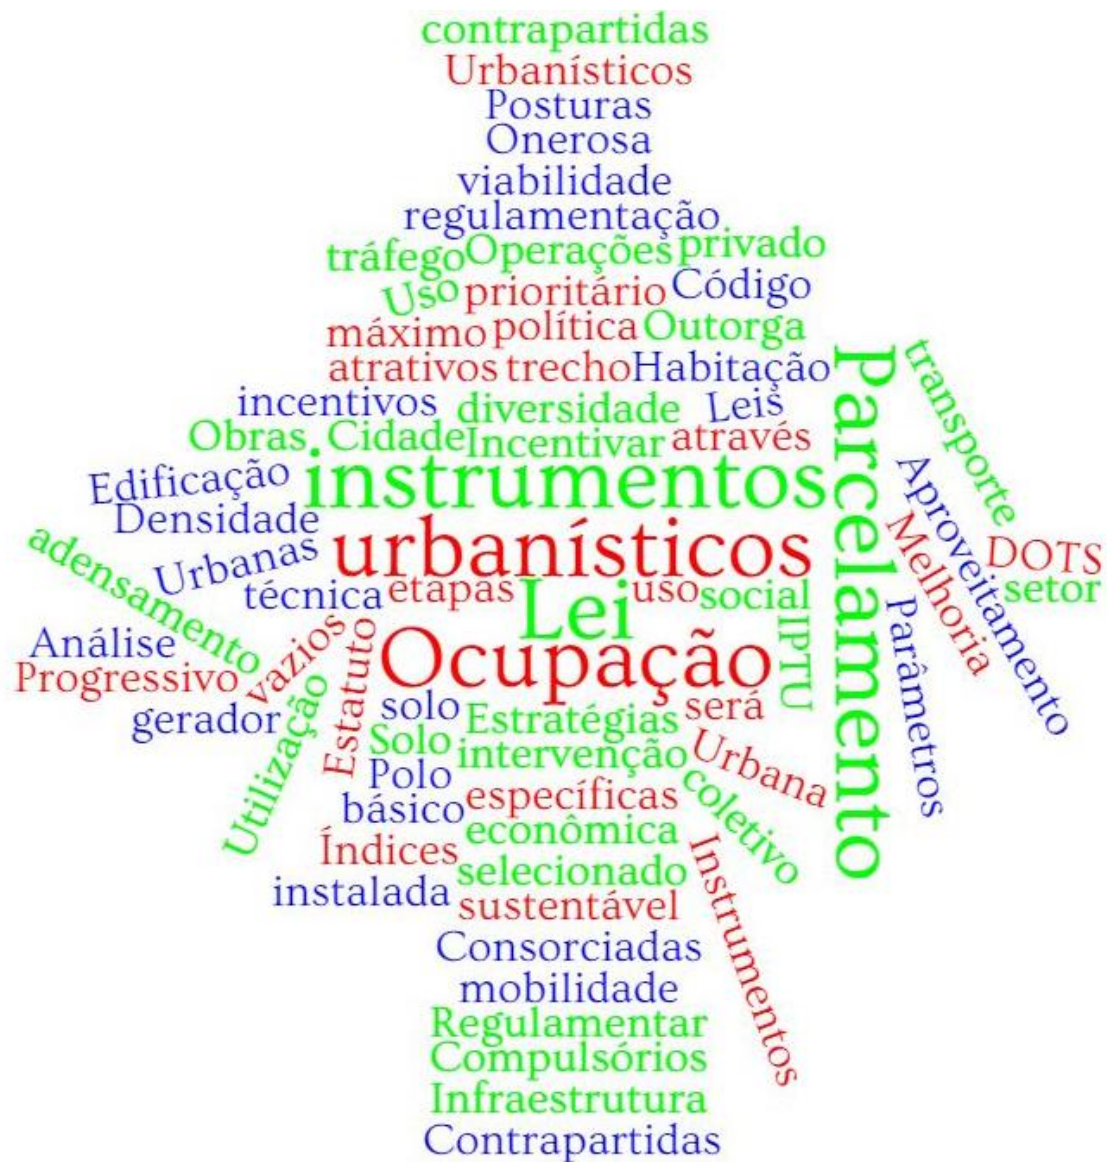 contrapartidas
Urbanísticos
Posturas
Onerosa
viabilidade
regulamentação
tráfego Operações privado
Uso prioritário Código
máximo política Outorga
atrativos trecho Habitação
incentivos diversidade Leis
Obras Cidade Incentivar através
Parcelamento
transporte
Edificação instrumentos
Aproveitamento
Densidade
Melhoria
adensamento
Urbanas urbanísticos
DOTS
técnica etapas Lei uso social setor
Parâmetros
IPTU
Análise vazios Estatuto Ocupação
Progressivo
gerador Utilização solo Estratégias será
Solo intervenção Urbana
Polo
coletivo
básico específicas
econômica
Índices
selecionado
Instrumentos
instalada sustentável
Consorciadas
mobilidade
Regulamentar
Compulsórios
Infraestrutura
Contrapartidas